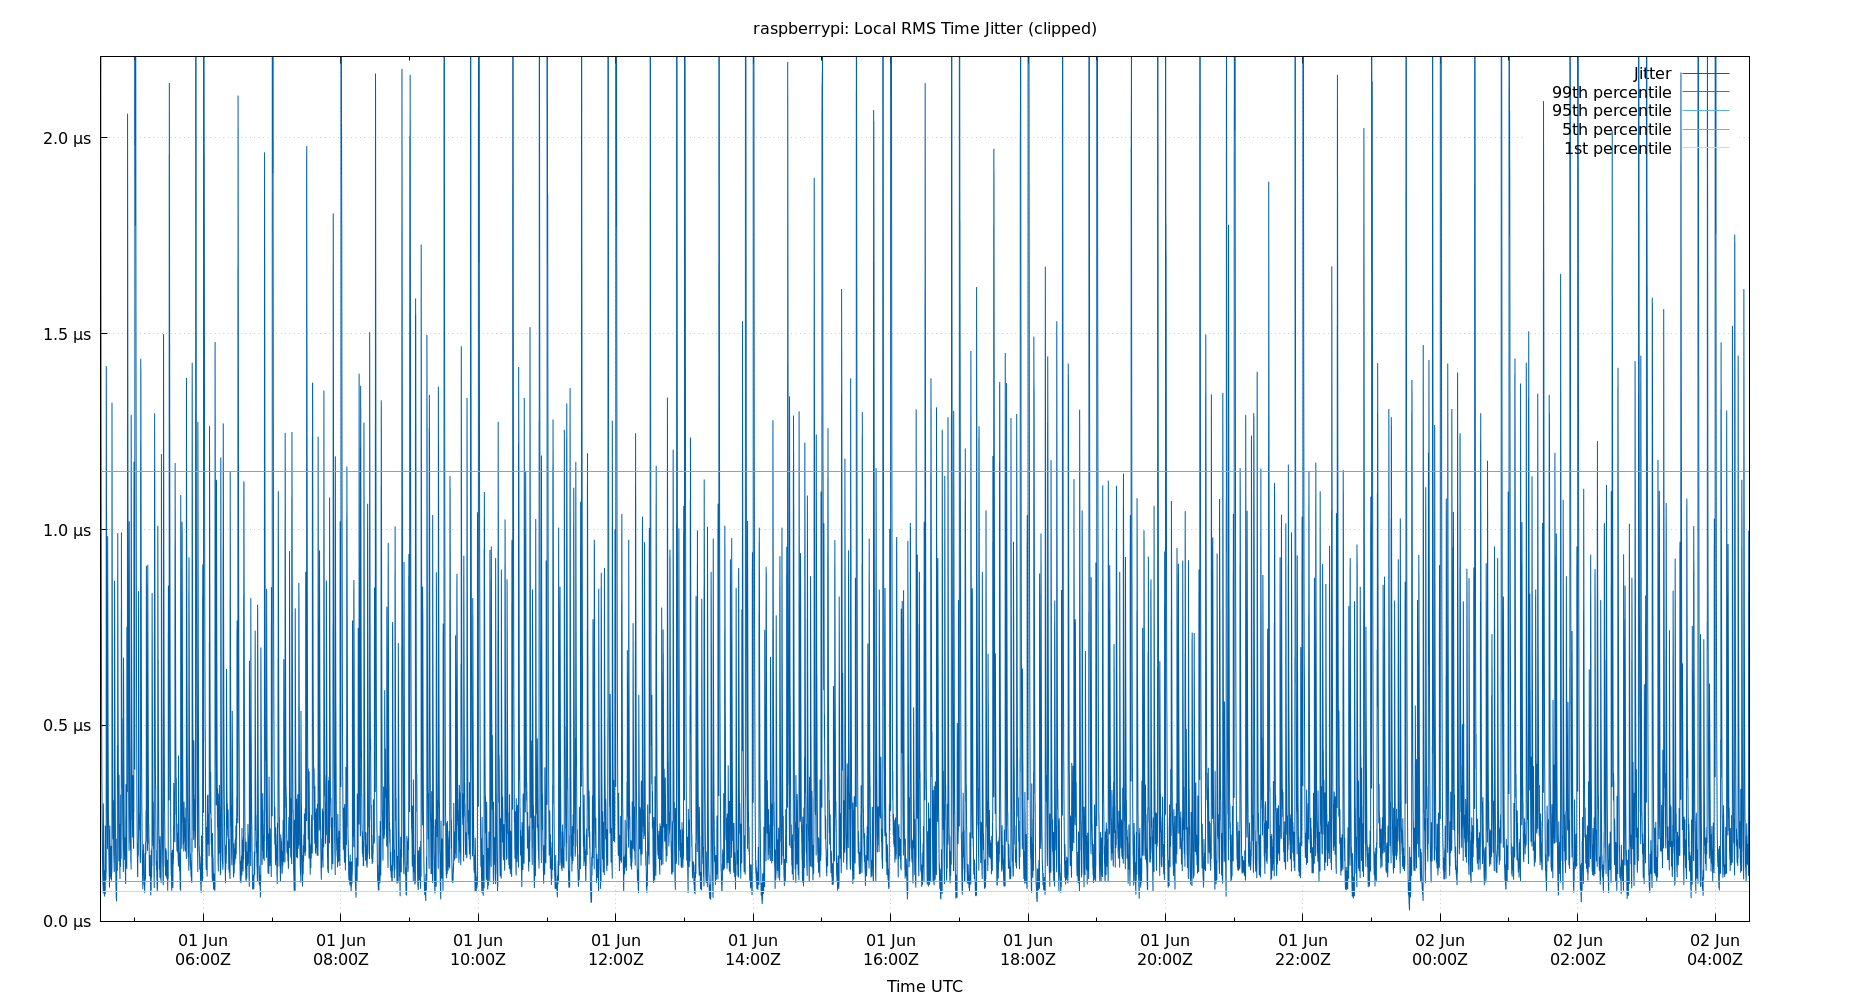 raspberrypi: Local RMS Time Jitter (clipped)
Jitter
99th percentile
95th percentile
5th percentile
1st percentile
2.0 µs
1.5 µs
1.0 µs
0.5 µs
0.0 µs
01 Jun 01 Jun 01 Jun 01 Jun 01 Jun 01 Jun 01 Jun 01 Jun 01 Jun 02 Jun 02 Jun 02 Jun
06:00Z 08:00Z 10:00Z 12:00Z 14:00Z 16:00Z 18:00Z 20:00Z 22:00Z 00:00Z 02:00Z 04:00Z
Time UTC